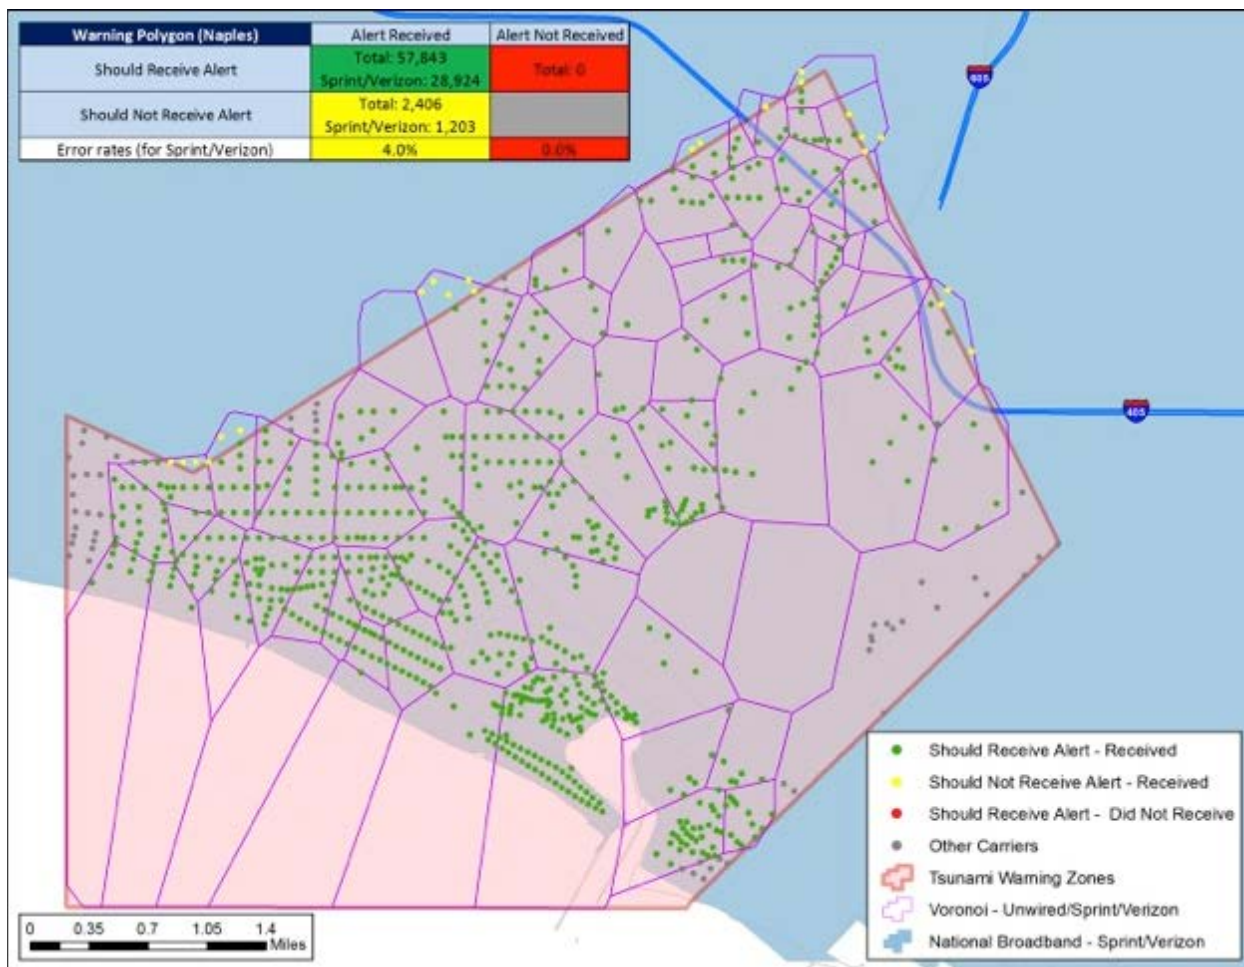 Warning Polygon (Naples) Alert Received Alert Not Received
Should Receive Alert Total: 57,843 Total: 0
Sprint/Verizon: 28,924
Should Not Receive Alert Total: 2,406
Sprint/Verizon: 1,203
Error rates (for Sprint/Verizon) 4.0% 0.0%
405
405
Should Receive Alert - Received
Should Not Receive Alert - Received
Should Receive Alert - Did Not Receive
Other Carriers
Tsunami Warning Zones
Voronoi - Unwired/Sprint/Verizon
National Broadband - Sprint/Verizon
0 0.35 0.7 1.05 1.4
Miles